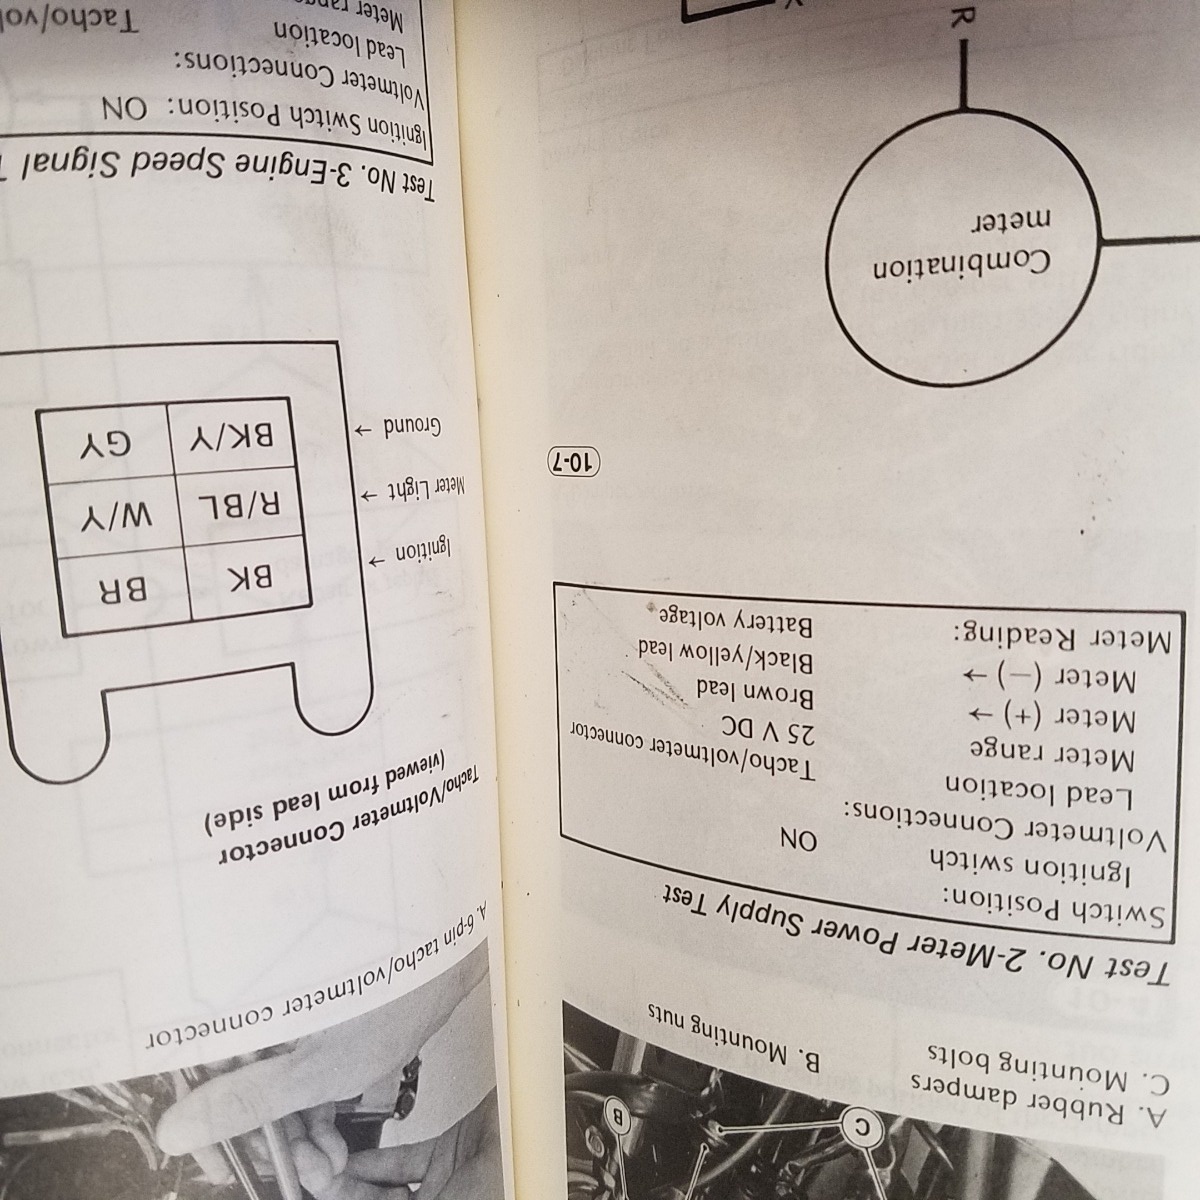 C
B
A. Rubber dampers B. Mounting nuts
C. Mounting bolts
Test No. 2-Meter Power Supply Test
Switch Position:
Ignition switch ON
Voltmeter Connections:
Lead location Tacho/voltmeter connector
Meter range 25 V DC
Meter (+) → Brown lead
Meter (−) → Black/yellow lead
Meter Reading: Battery voltage
10-7
Combination
meter
R
A. 6-pin tacho/voltmeter connector
Tacho/Voltmeter Connector
(viewed from lead side)
Ignition → BK BR
Meter Light → R/BL W/Y
Ground → BK/Y GY
Test No. 3-Engine Speed Signal
Ignition Switch Position: ON
Voltmeter Connections:
Lead location Tacho/vol
Meter rang